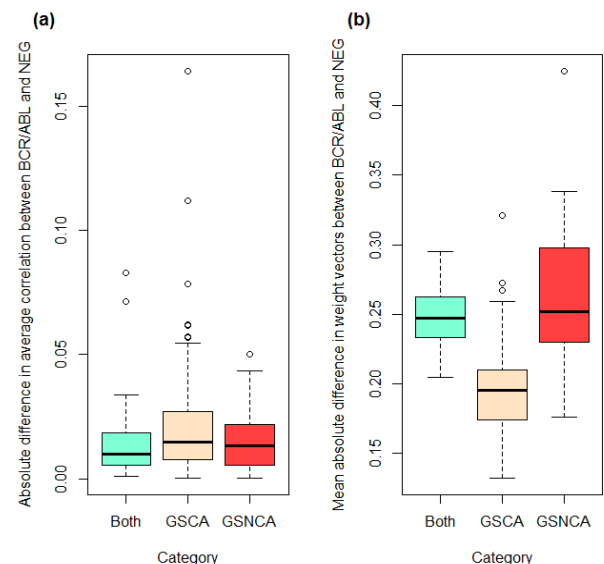 (a)
Absolute difference in average correlation between BCR/ABL and NEG
0.15
0.10
0.05
0.00
Both GSCA GSNCA
Category
(b)
Mean absolute difference in weight vectors between BCR/ABL and NEG
0.40
0.35
0.30
0.25
0.20
0.15
Both GSCA GSNCA
Category